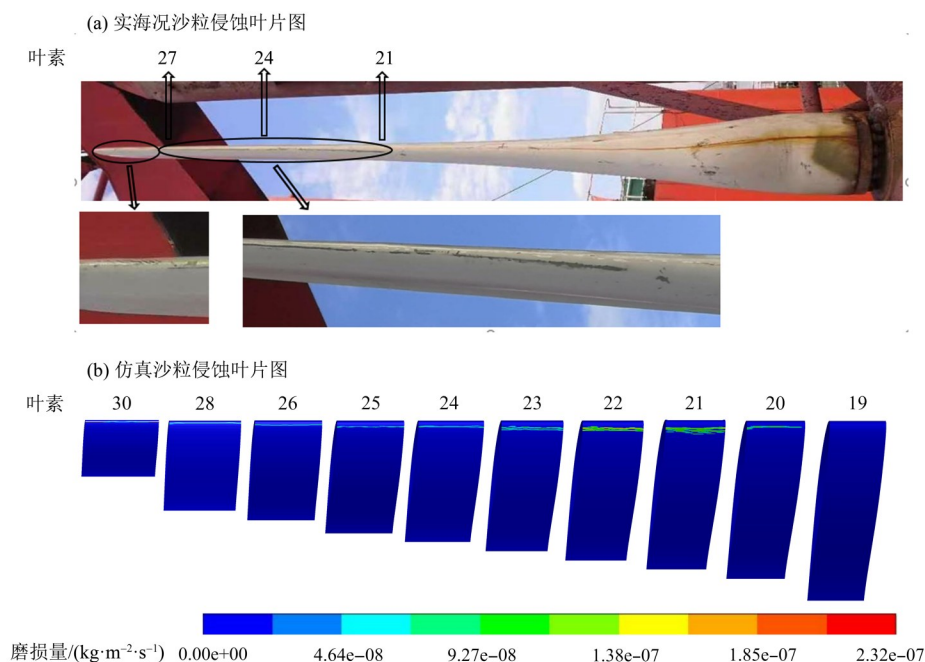 (a) 实海况沙粒侵蚀叶片图
叶素 27 24 21
(b) 仿真沙粒侵蚀叶片图
叶素 30 28 26 25 24 23 22 21 20 19
磨损量/(kg·m⁻²·s⁻¹) 0.00e+00 4.64e−08 9.27e−08 1.38e−07 1.85e−07 2.32e−07